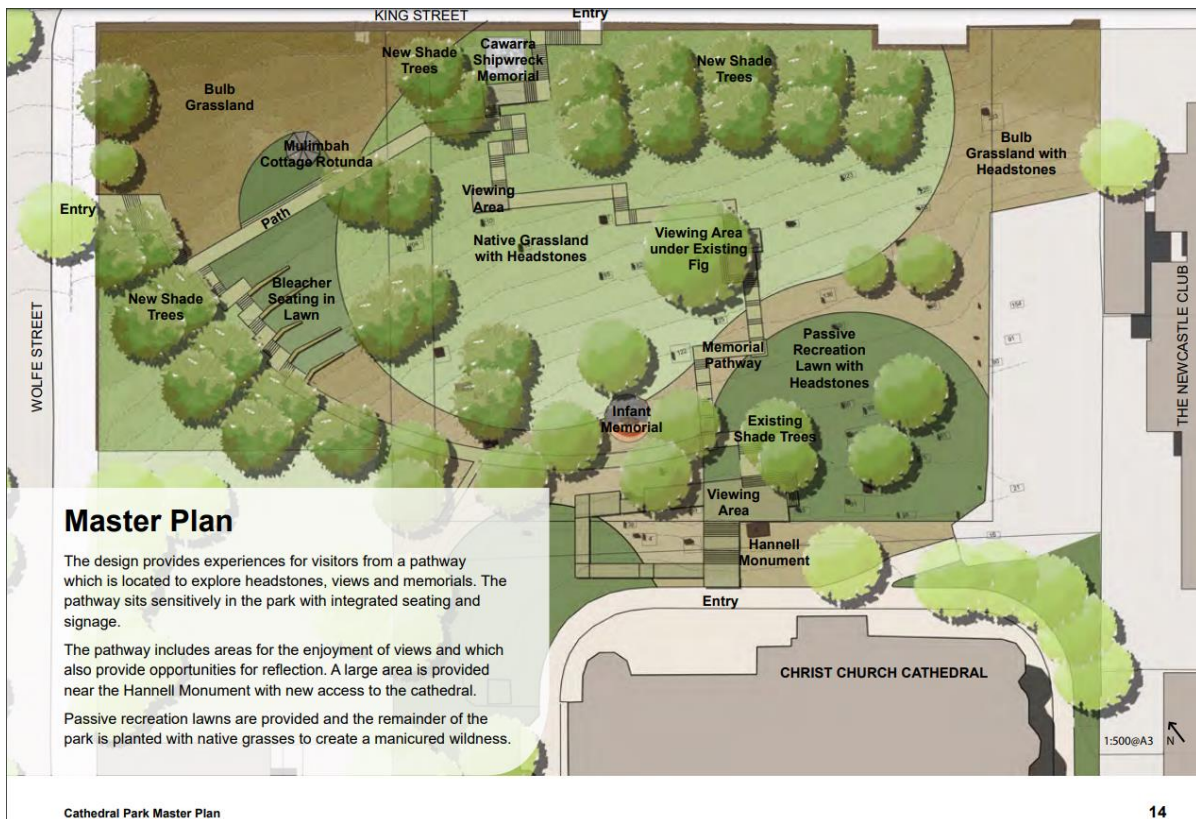 KING STREET
Entry
New Shade
Trees
Cawarra
Shipwreck
Memorial
New Shade
Trees
Bulb
Grassland
Mulimbah
Cottage Rotunda
Bulb
Grassland with
Headstones
Entry
Path
Viewing
Area
Native Grassland
with Headstones
Viewing Area
under Existing
Fig
New Shade
Trees
Bleacher
Seating in
Lawn
WOLFE STREET
THE NEWCASTLE CLUB
Memorial
Pathway
Passive
Recreation
Lawn with
Headstones
Infant
Memorial
Existing
Shade Trees
Viewing
Area
Hannell
Monument
Entry
CHRIST CHURCH CATHEDRAL
Master Plan
The design provides experiences for visitors from a pathway
which is located to explore headstones, views and memorials. The
pathway sits sensitively in the park with integrated seating and
signage.
The pathway includes areas for the enjoyment of views and which
also provide opportunities for reflection. A large area is provided
near the Hannell Monument with new access to the cathedral.
Passive recreation lawns are provided and the remainder of the
park is planted with native grasses to create a manicured wildness.
1:500@A3 N
Cathedral Park Master Plan
14